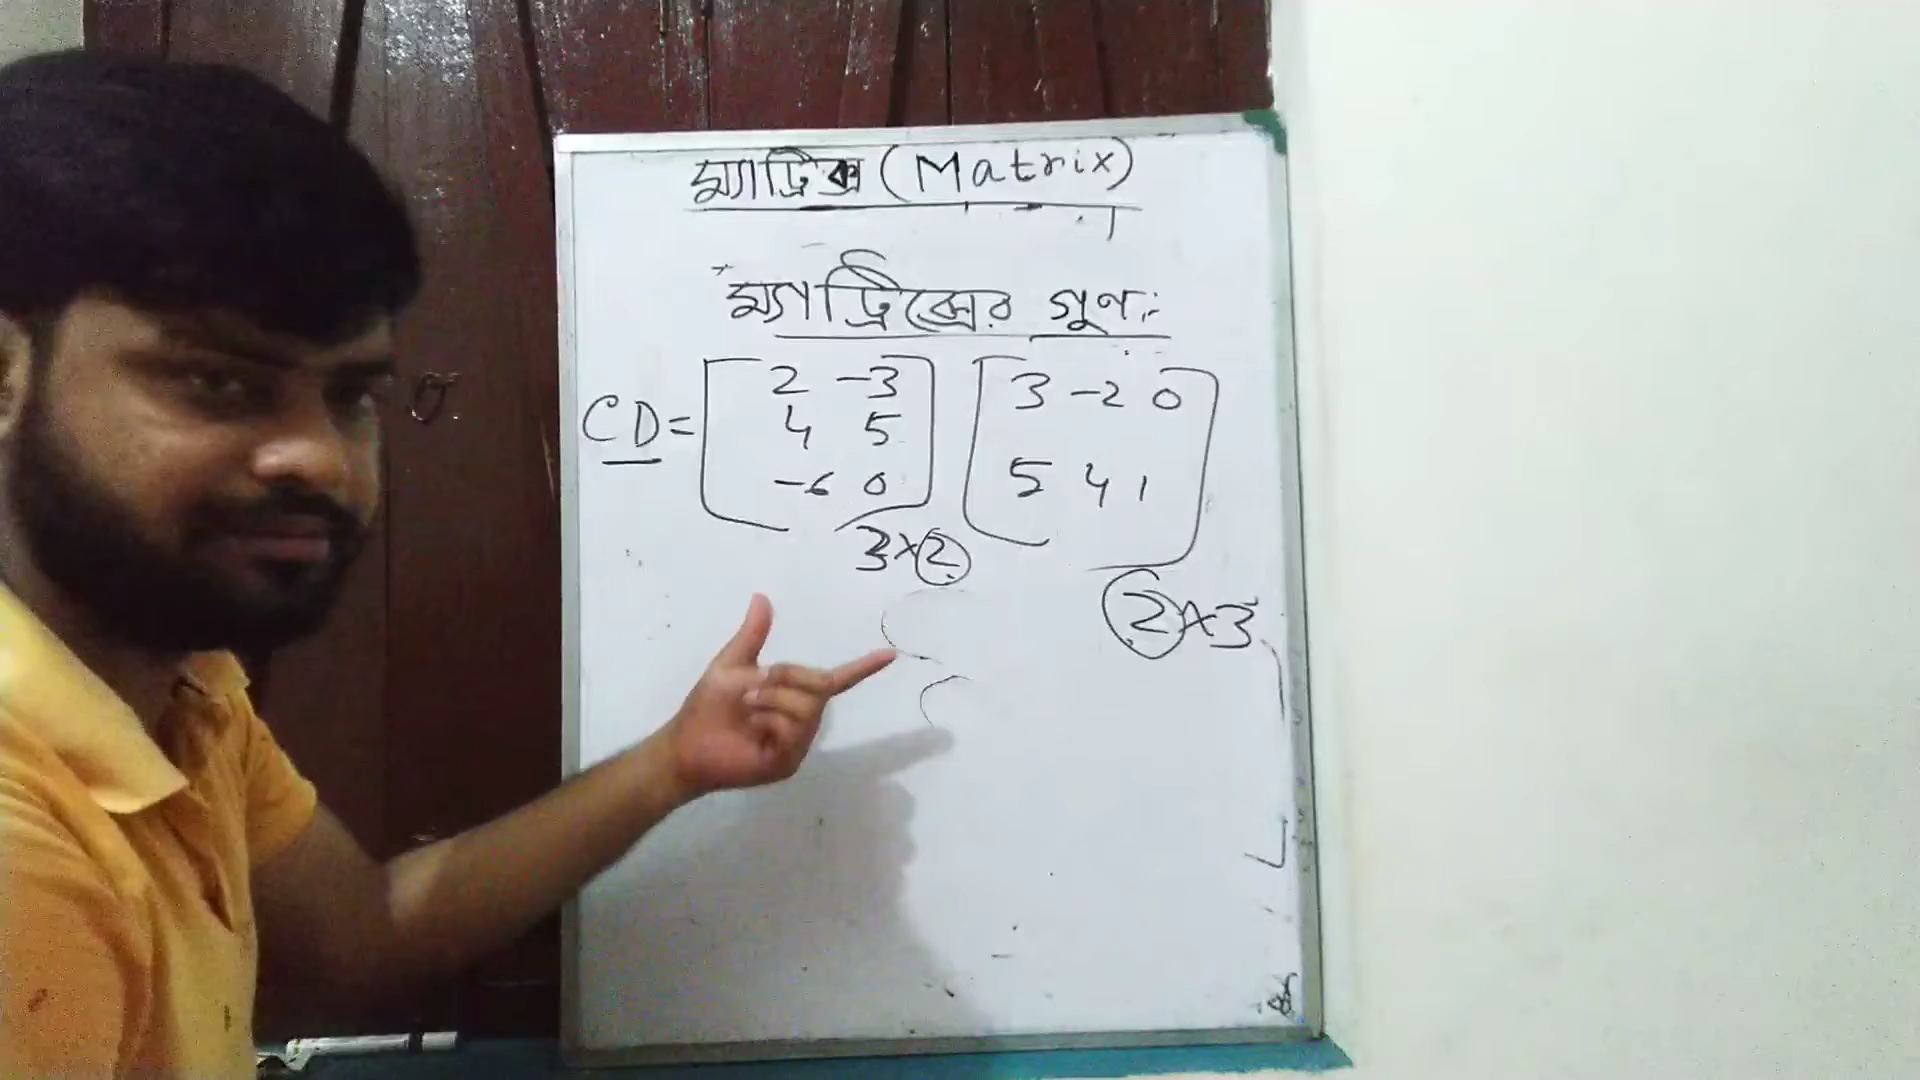 ম্যাট্রিক্স (Matrix)
ম্যাট্রিক্সের গুণ:-
CD = [ 2 -3 ] [ 3 -2 0 ]
4 5
-6 0 5 4 1
3×2
2×3